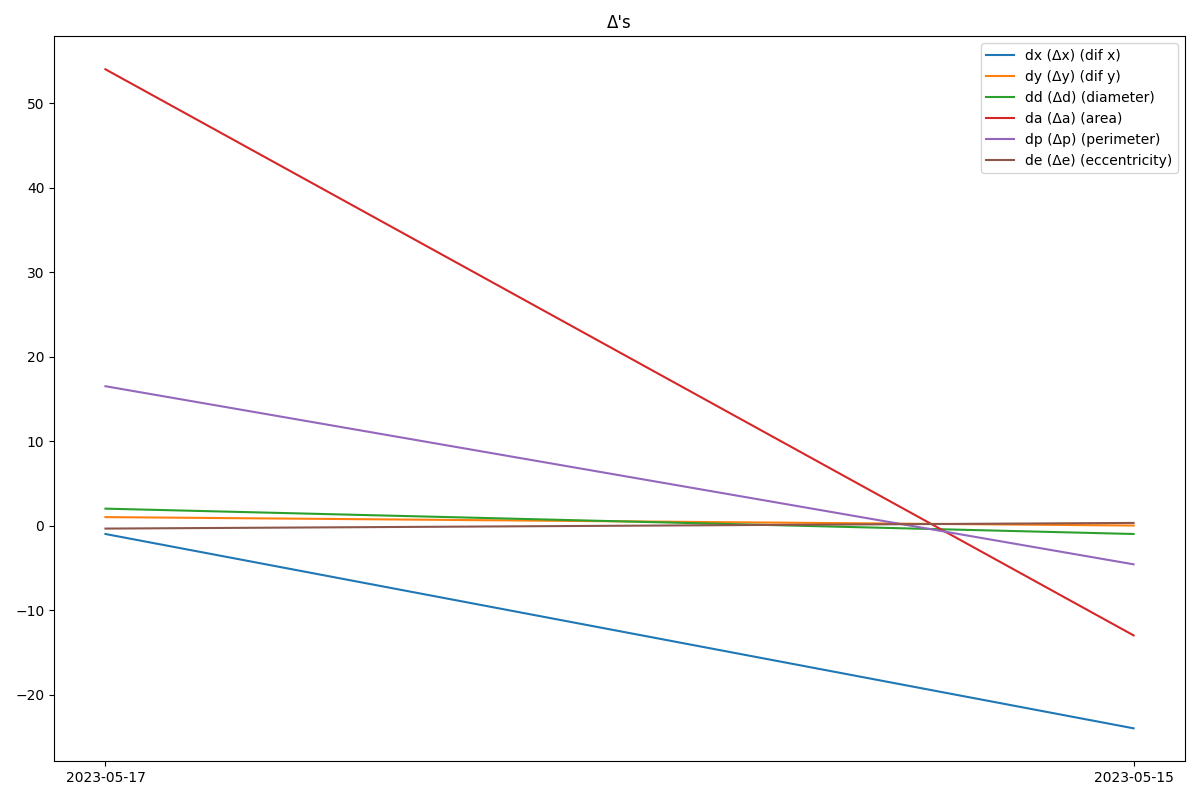 Δ's
dx (Δx) (dif x)
dy (Δy) (dif y)
dd (Δd) (diameter)
da (Δa) (area)
dp (Δp) (perimeter)
de (Δe) (eccentricity)
50
40
30
20
10
0
−10
−20
2023-05-17 2023-05-15